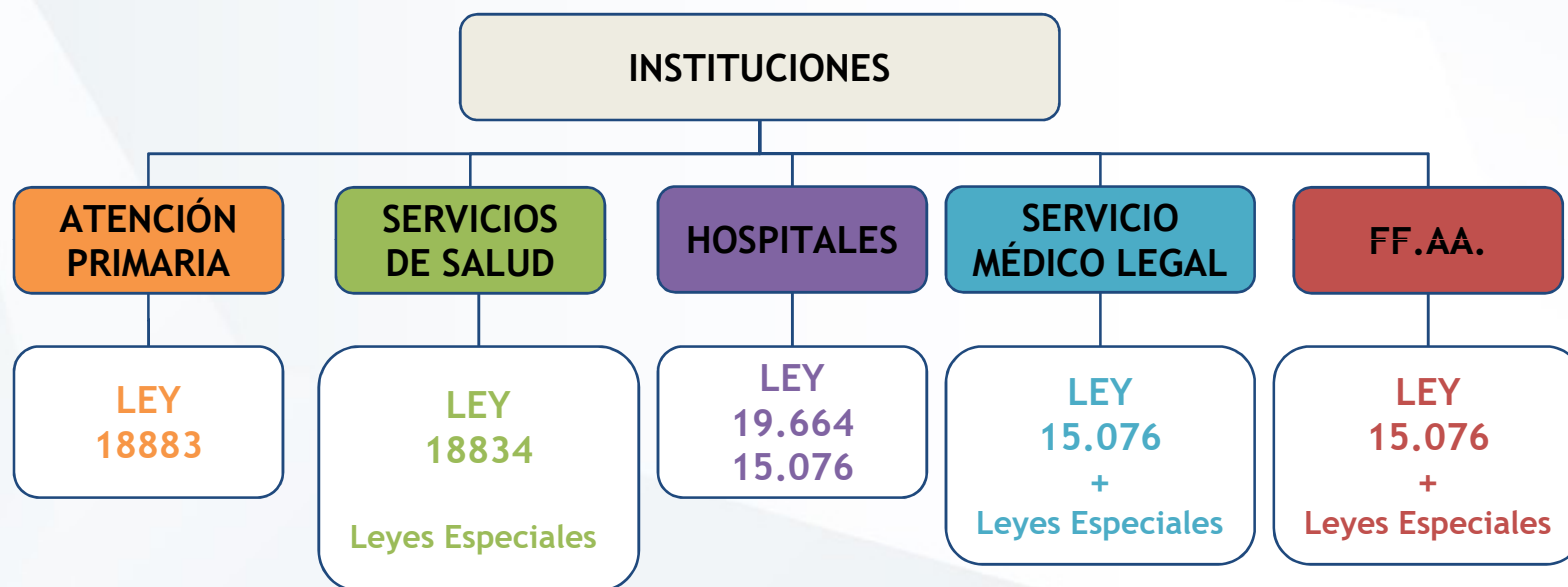 INSTITUCIONES
ATENCIÓN
PRIMARIA
SERVICIOS
DE SALUD
HOSPITALES
SERVICIO
MÉDICO LEGAL
FF.AA.
LEY
18883
LEY
18834
Leyes Especiales
LEY
19.664
15.076
LEY
15.076
+
Leyes Especiales
LEY
15.076
+
Leyes Especiales